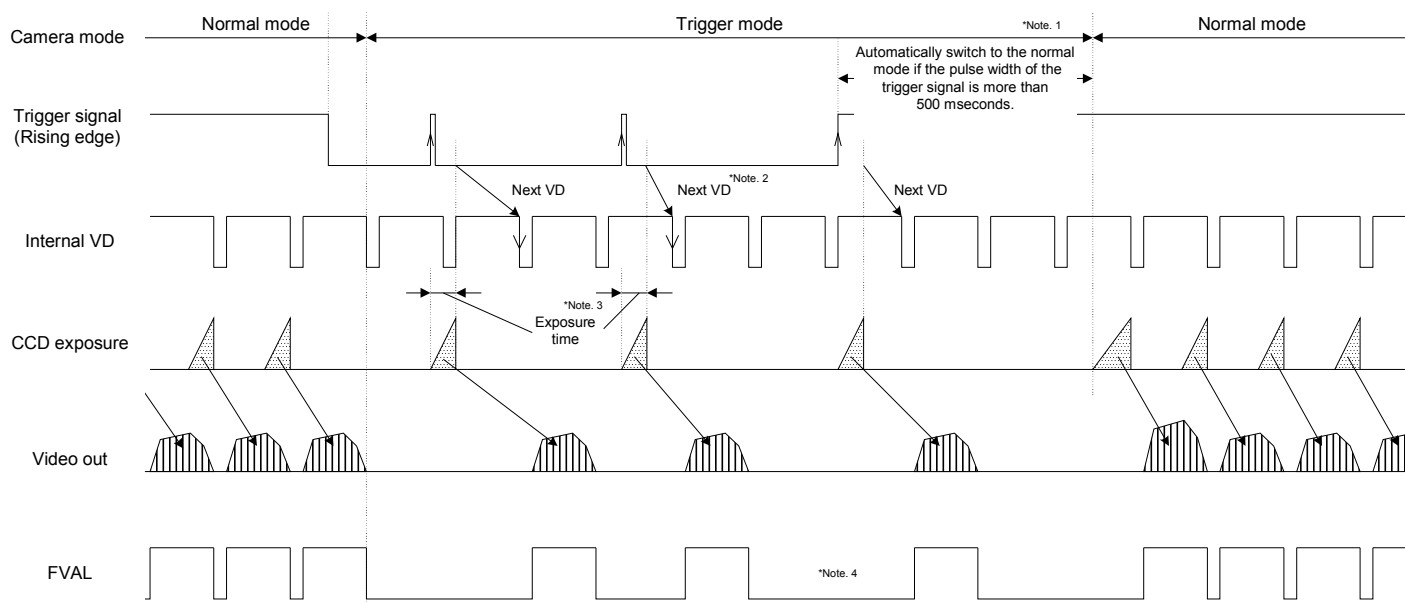 Normal mode
Trigger mode
*Note. 1
Normal mode
Camera mode
Automatically switch to the normal
mode if the pulse width of the
trigger signal is more than
500 mseconds.
Trigger signal
(Rising edge)
*Note. 2
Next VD
Next VD
Next VD
Internal VD
*Note. 3
Exposure
time
CCD exposure
Video out
FVAL
*Note. 4